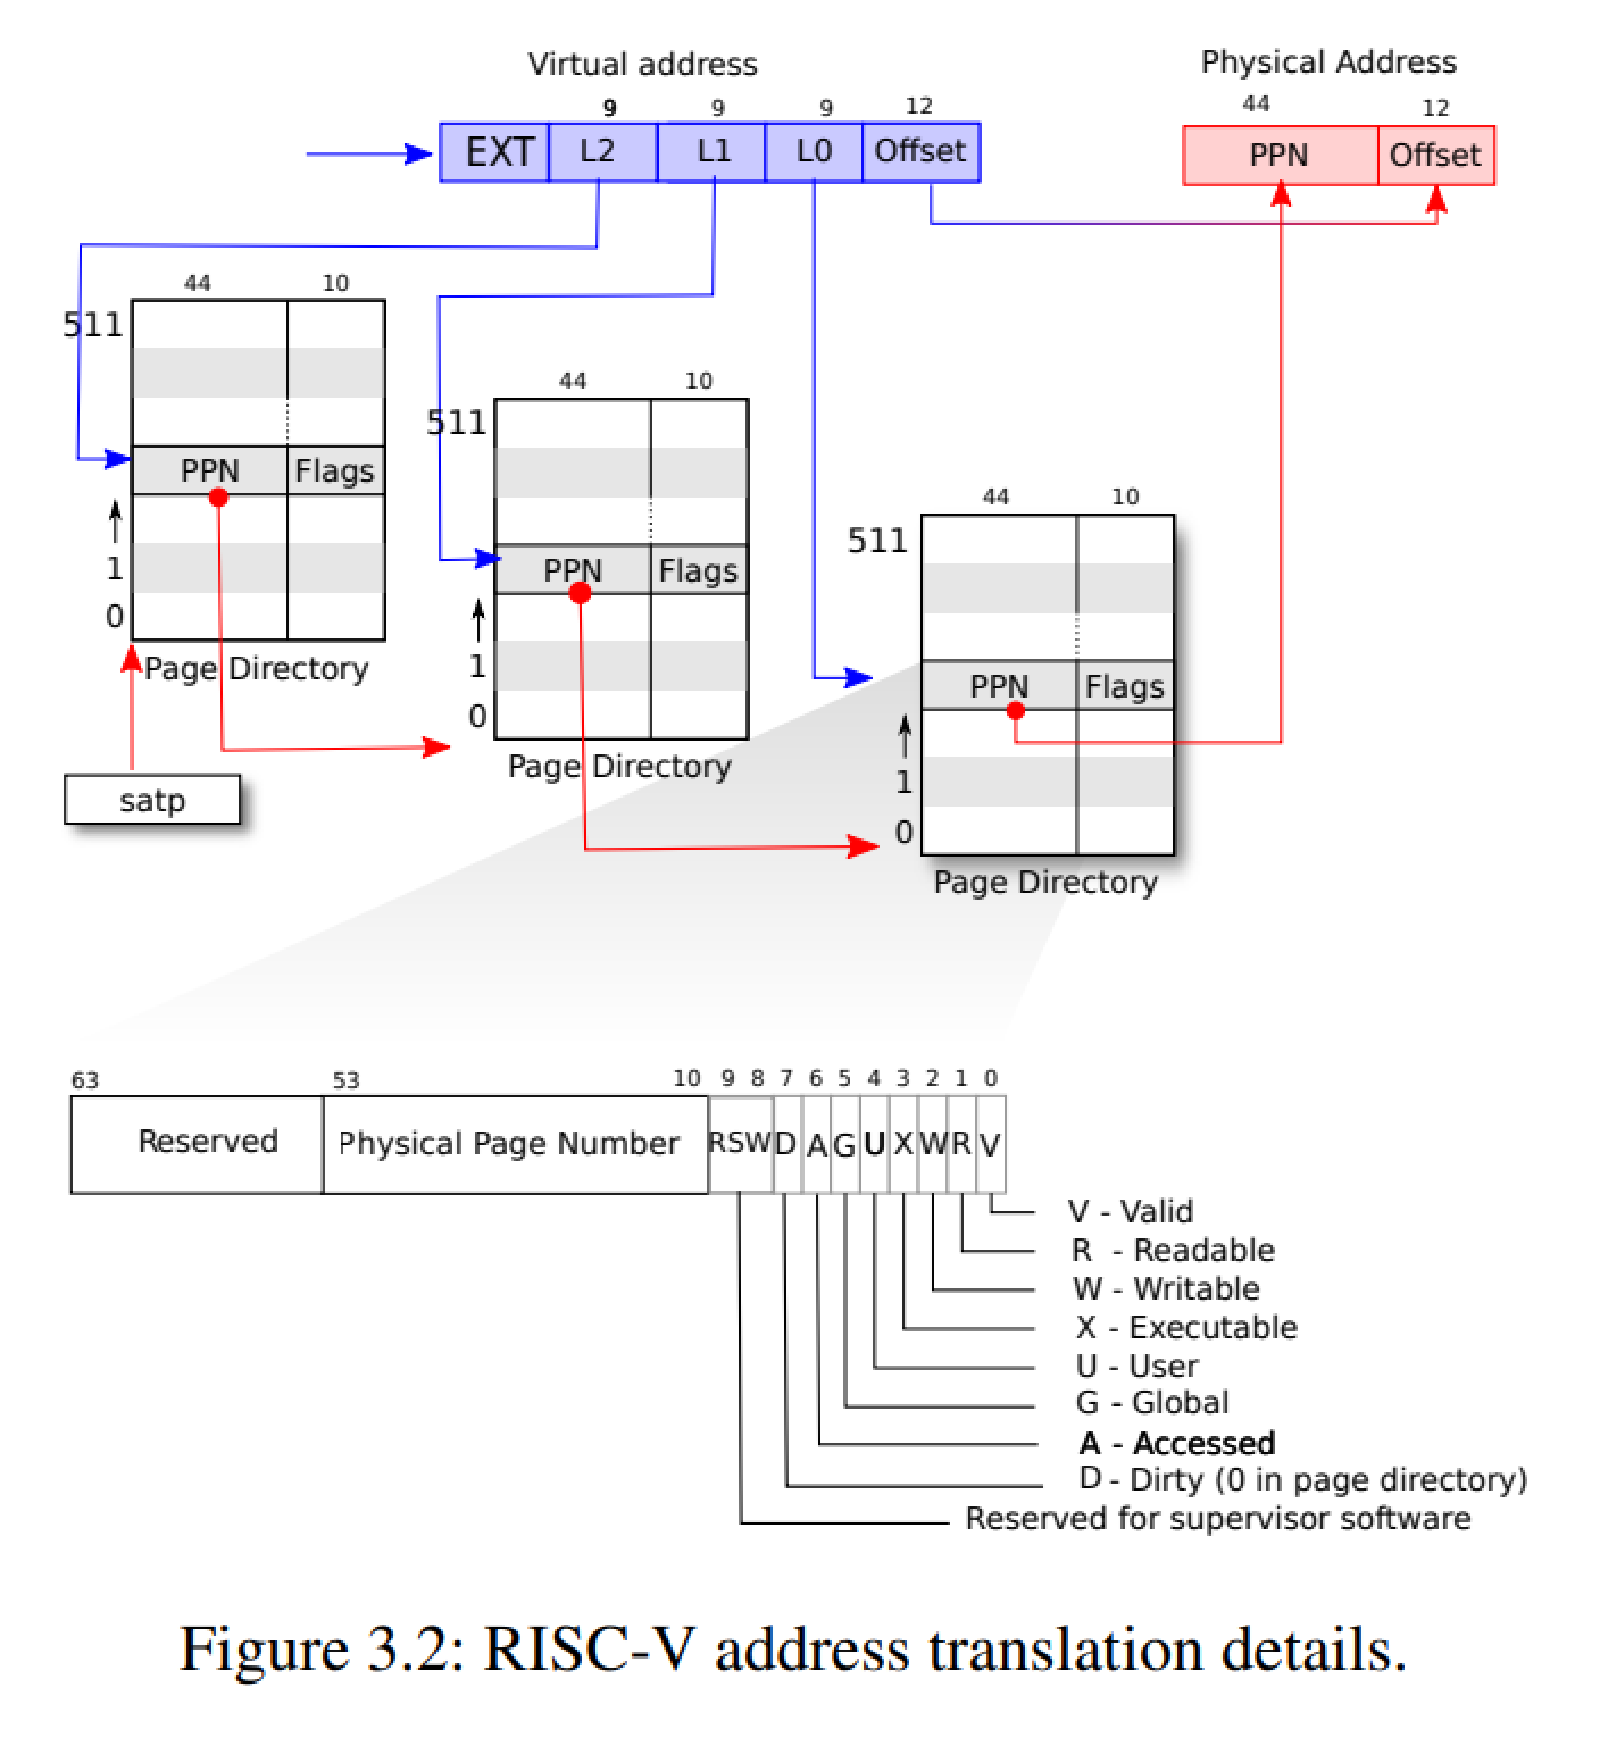 Virtual address
Physical Address
9 9 9 12
44 12
EXT L2 L1 L0 Offset
PPN Offset
44 10
511
PPN Flags
1
0
Page Directory
satp
44 10
511
PPN Flags
1
0
Page Directory
44 10
511
PPN Flags
1
0
Page Directory
63 53 10 9 8 7 6 5 4 3 2 1 0
Reserved Physical Page Number RSW D A G U X W R V
V - Valid
R - Readable
W - Writable
X - Executable
U - User
G - Global
A - Accessed
D - Dirty (0 in page directory)
Reserved for supervisor software
Figure 3.2: RISC-V address translation details.